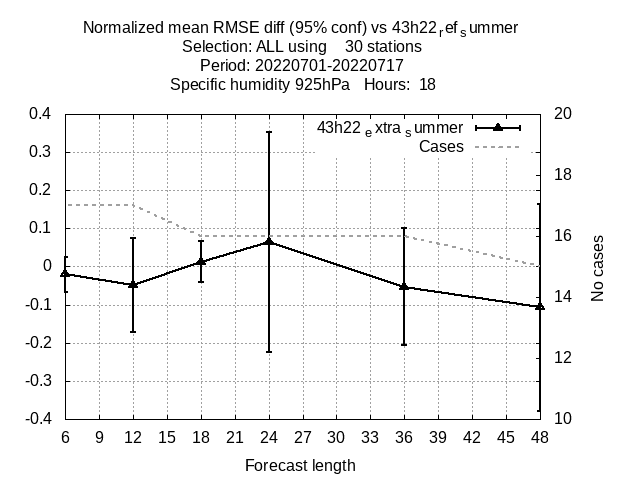 Normalized mean RMSE diff (95% conf) vs 43h22refsummer
Selection: ALL using 30 stations
Period: 20220701-20220717
Specific humidity 925hPa Hours: 18
43h22extrasummer
Cases
0.4
0.3
0.2
0.1
0
-0.1
-0.2
-0.3
-0.4
20
18
16
14
12
10
No cases
6 9 12 15 18 21 24 27 30 33 36 39 42 45 48
Forecast length